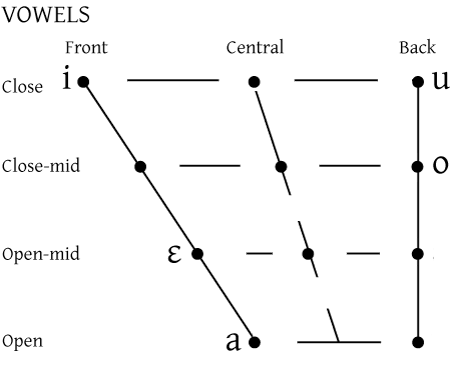 VOWELS
Front Central Back
Close i u
Close-mid o
Open-mid ɛ
Open a